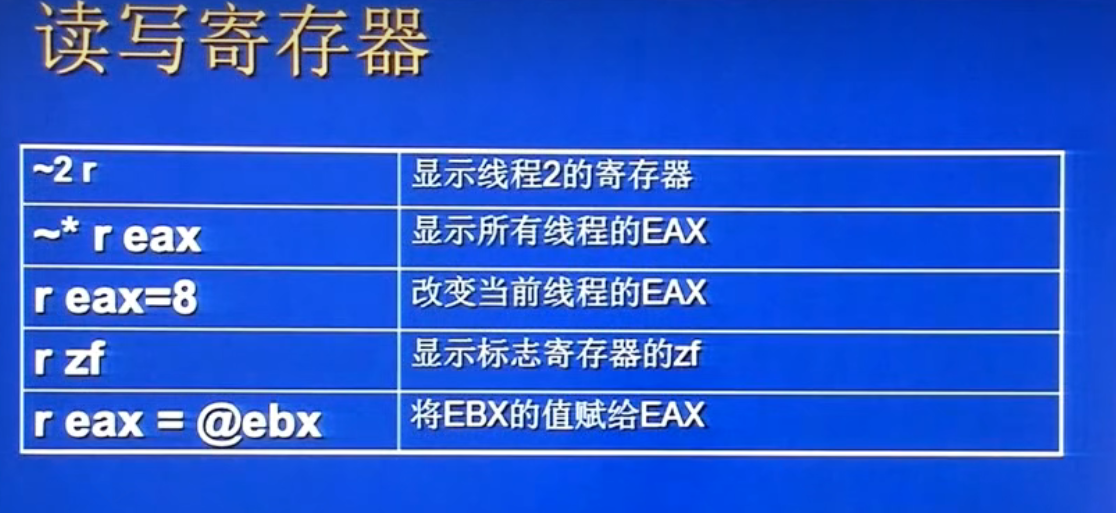 读写寄存器
~2 r
显示线程2的寄存器
~* r eax
显示所有线程的EAX
r eax=8
改变当前线程的EAX
r zf
显示标志寄存器的zf
r eax = @ebx
将EBX的值赋给EAX